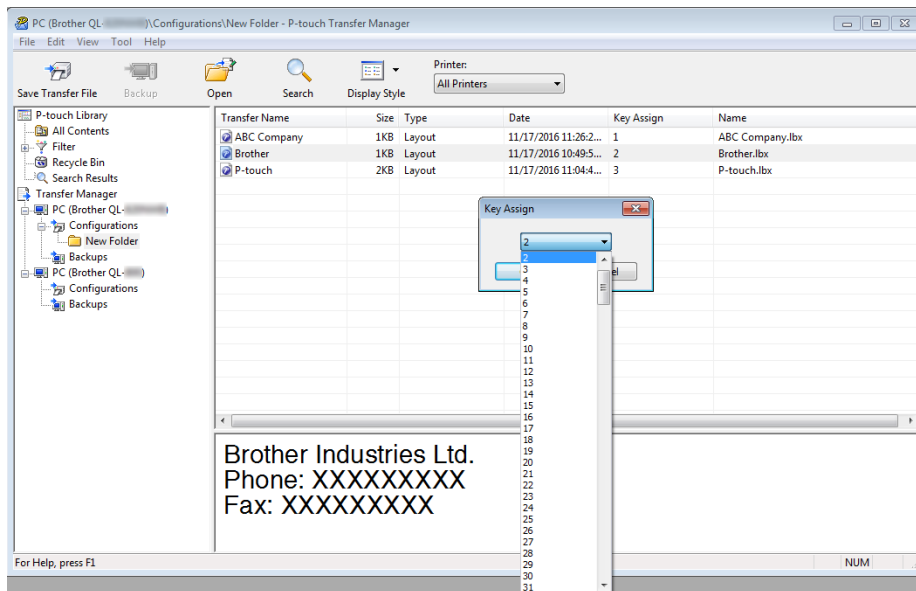 PC (Brother QL- )\Configurations\New Folder - P-touch Transfer Manager
File Edit View Tool Help
Save Transfer File Backup Open Search Display Style Printer:
All Printers
P-touch Library
All Contents
Filter
Recycle Bin
Search Results
Transfer Manager
PC (Brother QL- )
Configurations
New Folder
Backups
PC (Brother QL- )
Configurations
Backups
Transfer Name Size Type Date Key Assign Name
ABC Company 1KB Layout 11/17/2016 11:26:2... 1 ABC Company.lbx
Brother 1KB Layout 11/17/2016 10:49:5... 2 Brother.lbx
P-touch 2KB Layout 11/17/2016 11:04:4... 3 P-touch.lbx
Key Assign
2
2
3
4
5
6
7
8
9
10
11
12
13
14
15
16
17
18
19
20
21
22
23
24
25
26
27
28
29
30
31
Brother Industries Ltd.
Phone: XXXXXXXXX
Fax: XXXXXXXXX
For Help, press F1
NUM